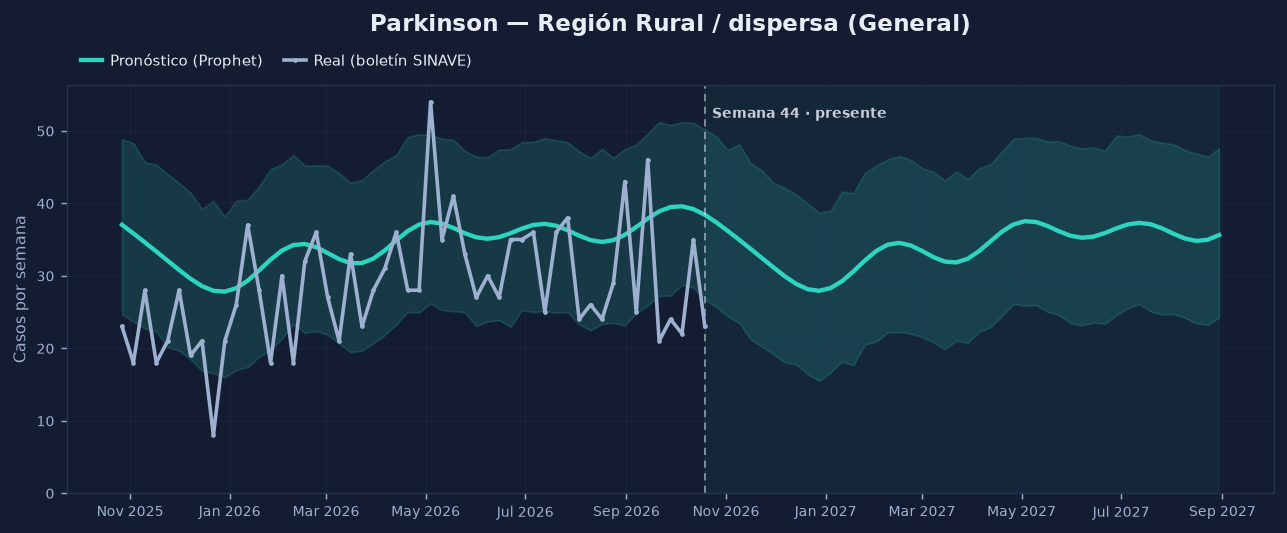 Parkinson — Región Rural / dispersa (General)
Pronóstico (Prophet)
Real (boletín SINAVE)
Semana 44 · presente
Casos por semana
50
40
30
20
10
0
Nov 2025
Jan 2026
Mar 2026
May 2026
Jul 2026
Sep 2026
Nov 2026
Jan 2027
Mar 2027
May 2027
Jul 2027
Sep 2027